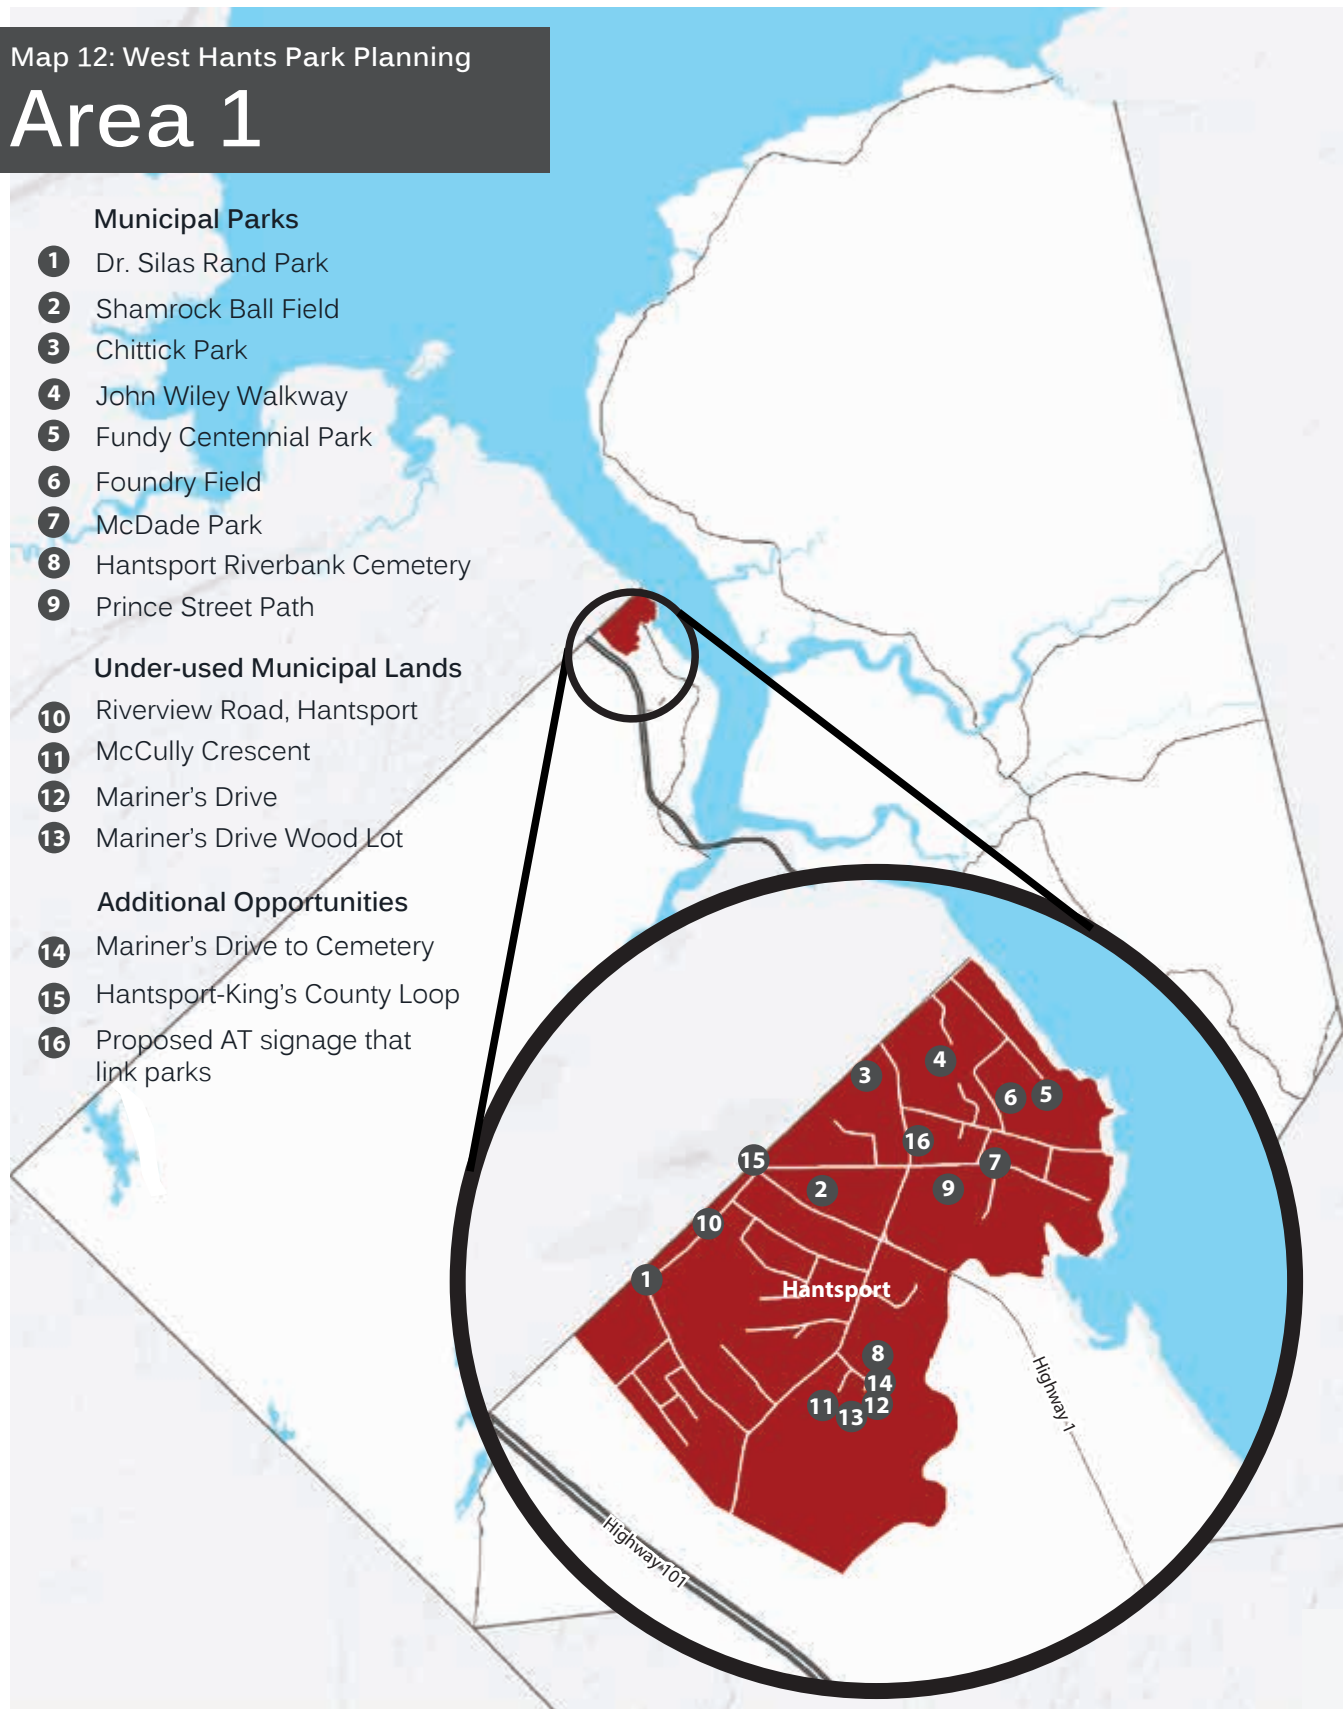 Map 12: West Hants Park Planning
Area 1
Municipal Parks
1 Dr. Silas Rand Park
2 Shamrock Ball Field
3 Chittick Park
4 John Wiley Walkway
5 Fundy Centennial Park
6 Foundry Field
7 McDade Park
8 Hantsport Riverbank Cemetery
9 Prince Street Path
Under-used Municipal Lands
10 Riverview Road, Hantsport
11 McCully Crescent
12 Mariner's Drive
13 Mariner's Drive Wood Lot
Additional Opportunities
14 Mariner's Drive to Cemetery
15 Hantsport-King's County Loop
16 Proposed AT signage that
link parks
4
3
6 5
16
15
7
2
9
10
1
Hantsport
8
14
11
12
13
Highway 1
Highway 101